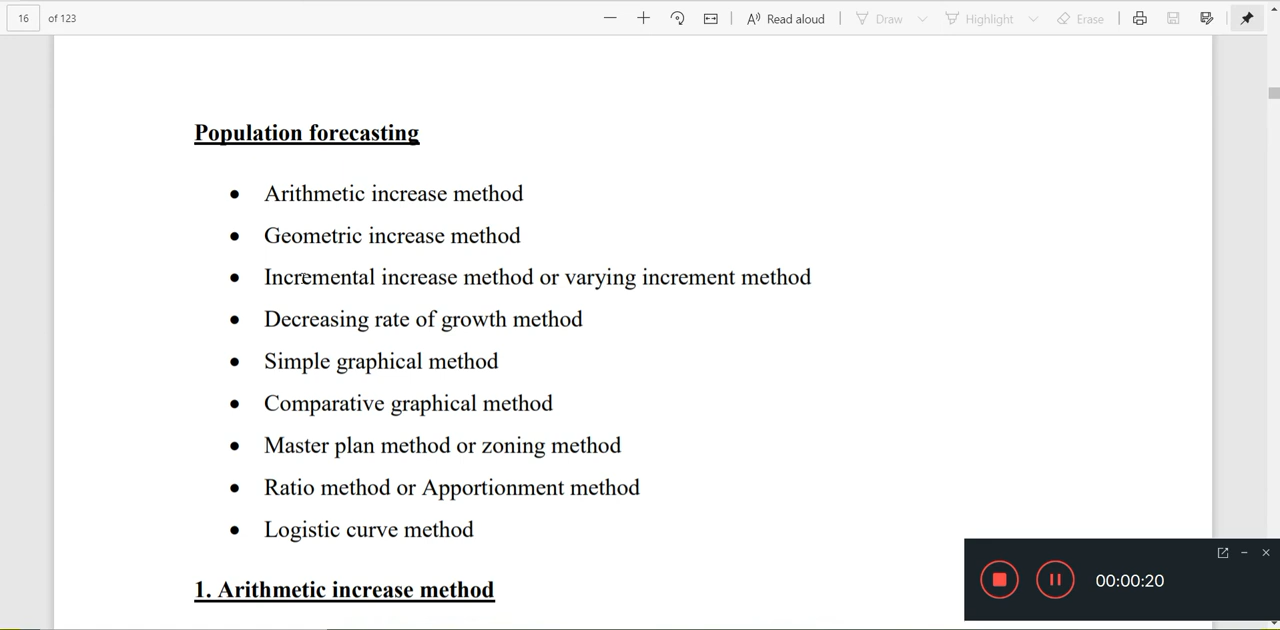 16 of 123 Read aloud Draw Highlight Erase
Population forecasting
• Arithmetic increase method
• Geometric increase method
• Incremental increase method or varying increment method
• Decreasing rate of growth method
• Simple graphical method
• Comparative graphical method
• Master plan method or zoning method
• Ratio method or Apportionment method
• Logistic curve method
00:00:20
1. Arithmetic increase method